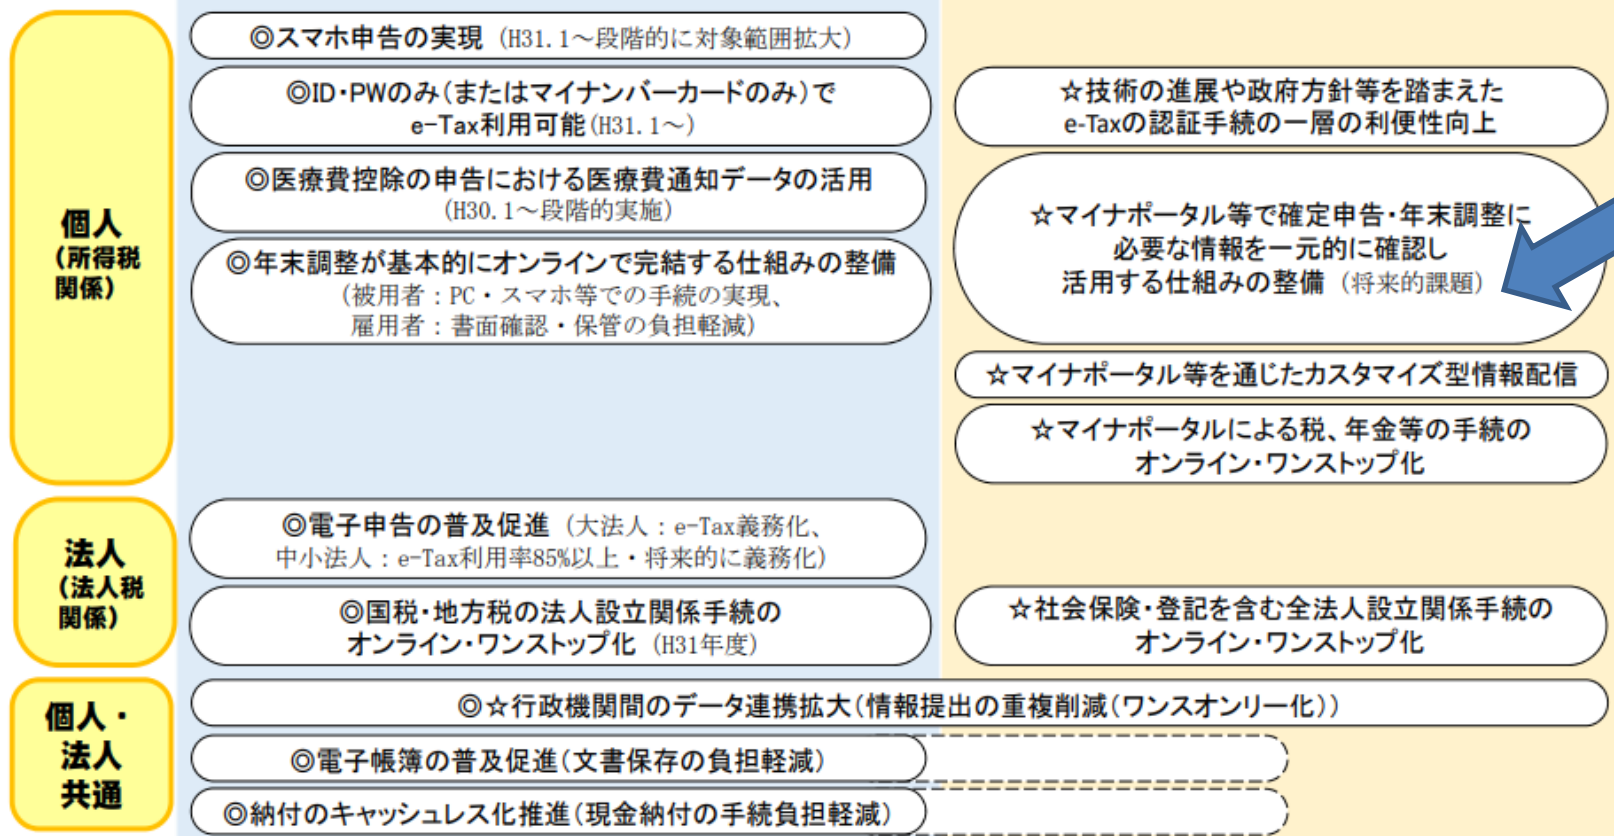 個人
（所得税
関係）
◎スマホ申告の実現（H31.1～段階的に対象範囲拡大）
◎ID・PWのみ（またはマイナンバーカードのみ）で
e-Tax利用可能（H31.1～）
◎医療費控除の申告における医療費通知データの活用
（H30.1～段階的実施）
◎年末調整が基本的にオンラインで完結する仕組みの整備
（被用者：PC・スマホ等での手続の実現、
雇用者：書面確認・保管の負担軽減）
☆技術の進展や政府方針等を踏まえた
e-Taxの認証手続の一層の利便性向上
☆マイナポータル等で確定申告・年末調整に
必要な情報を一元的に確認し
活用する仕組みの整備（将来的課題）
☆マイナポータル等を通じたカスタマイズ型情報配信
☆マイナポータルによる税、年金等の手続の
オンライン・ワンストップ化
法人
（法人税
関係）
◎電子申告の普及促進（大法人：e-Tax義務化、
中小法人：e-Tax利用率85%以上・将来的に義務化）
◎国税・地方税の法人設立関係手続の
オンライン・ワンストップ化（H31年度）
☆社会保険・登記を含む全法人設立関係手続の
オンライン・ワンストップ化
個人・
法人
共通
◎☆行政機関間のデータ連携拡大（情報提出の重複削減（ワンスオンリー化））
◎電子帳簿の普及促進（文書保存の負担軽減）
◎納付のキャッシュレス化推進（現金納付の手続負担軽減）